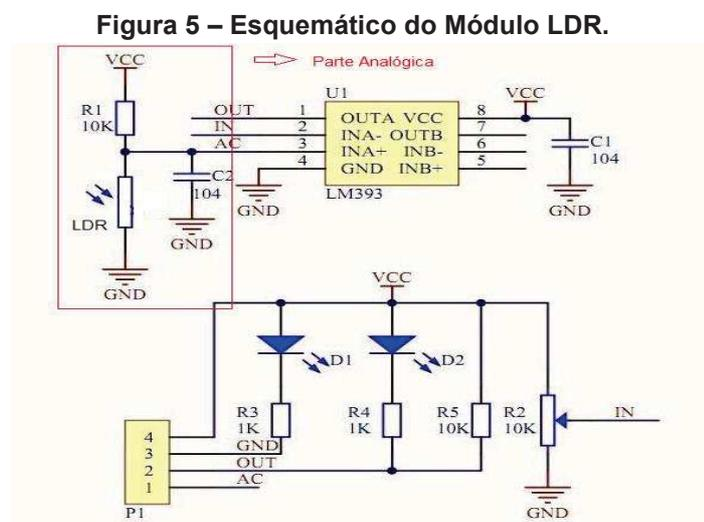 Figura 5 – Esquemático do Módulo LDR.
VCC
Parte Analógica
R1
10K
OUT
IN
AC
C2
104
LDR
GND
GND
U1
1 OUTA VCC 8
2 INA- OUTB 7
3 INA+ INB- 6
4 GND INB+ 5
LM393
GND
VCC
C1
104
GND
VCC
D1
D2
R3
1K
R4
1K
R5
10K
R2
10K
IN
GND
4
3 GND
2 OUT
1 AC
P1